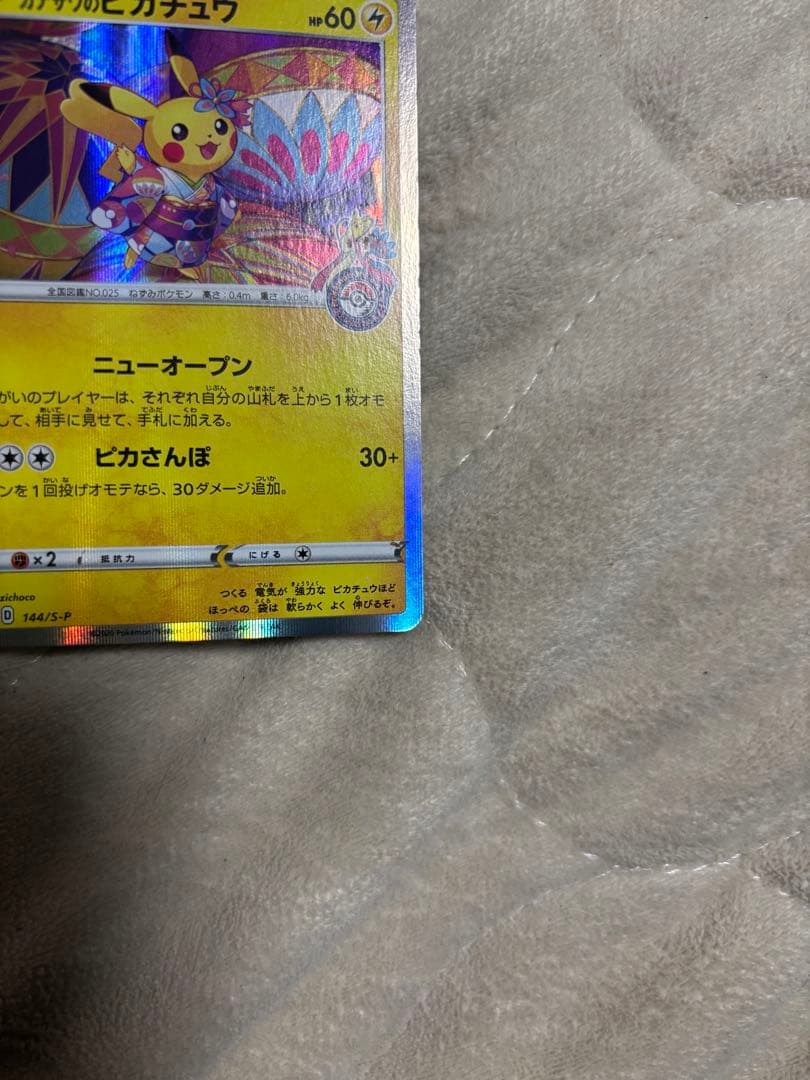 カナザワのピカチュウ HP60
全国図鑑NO.025 ねずみポケモン 高さ:0.4m 重さ:6.0kg
ニューオープン
がいのプレイヤーは、それぞれ自分の山札を上から1枚オモ
して、相手に見せて、手札に加える。
ピカさんぽ 30+
ンを1回投げオモテなら、30ダメージ追加。
×2 抵抗力 にげる
zichoco
つくる 電気が 強力な ピカチュウほど
D 144/S-P
ほっぺの 袋は 軟らかく よく 伸びるぞ。
©2020 Pokémon/Nintendo